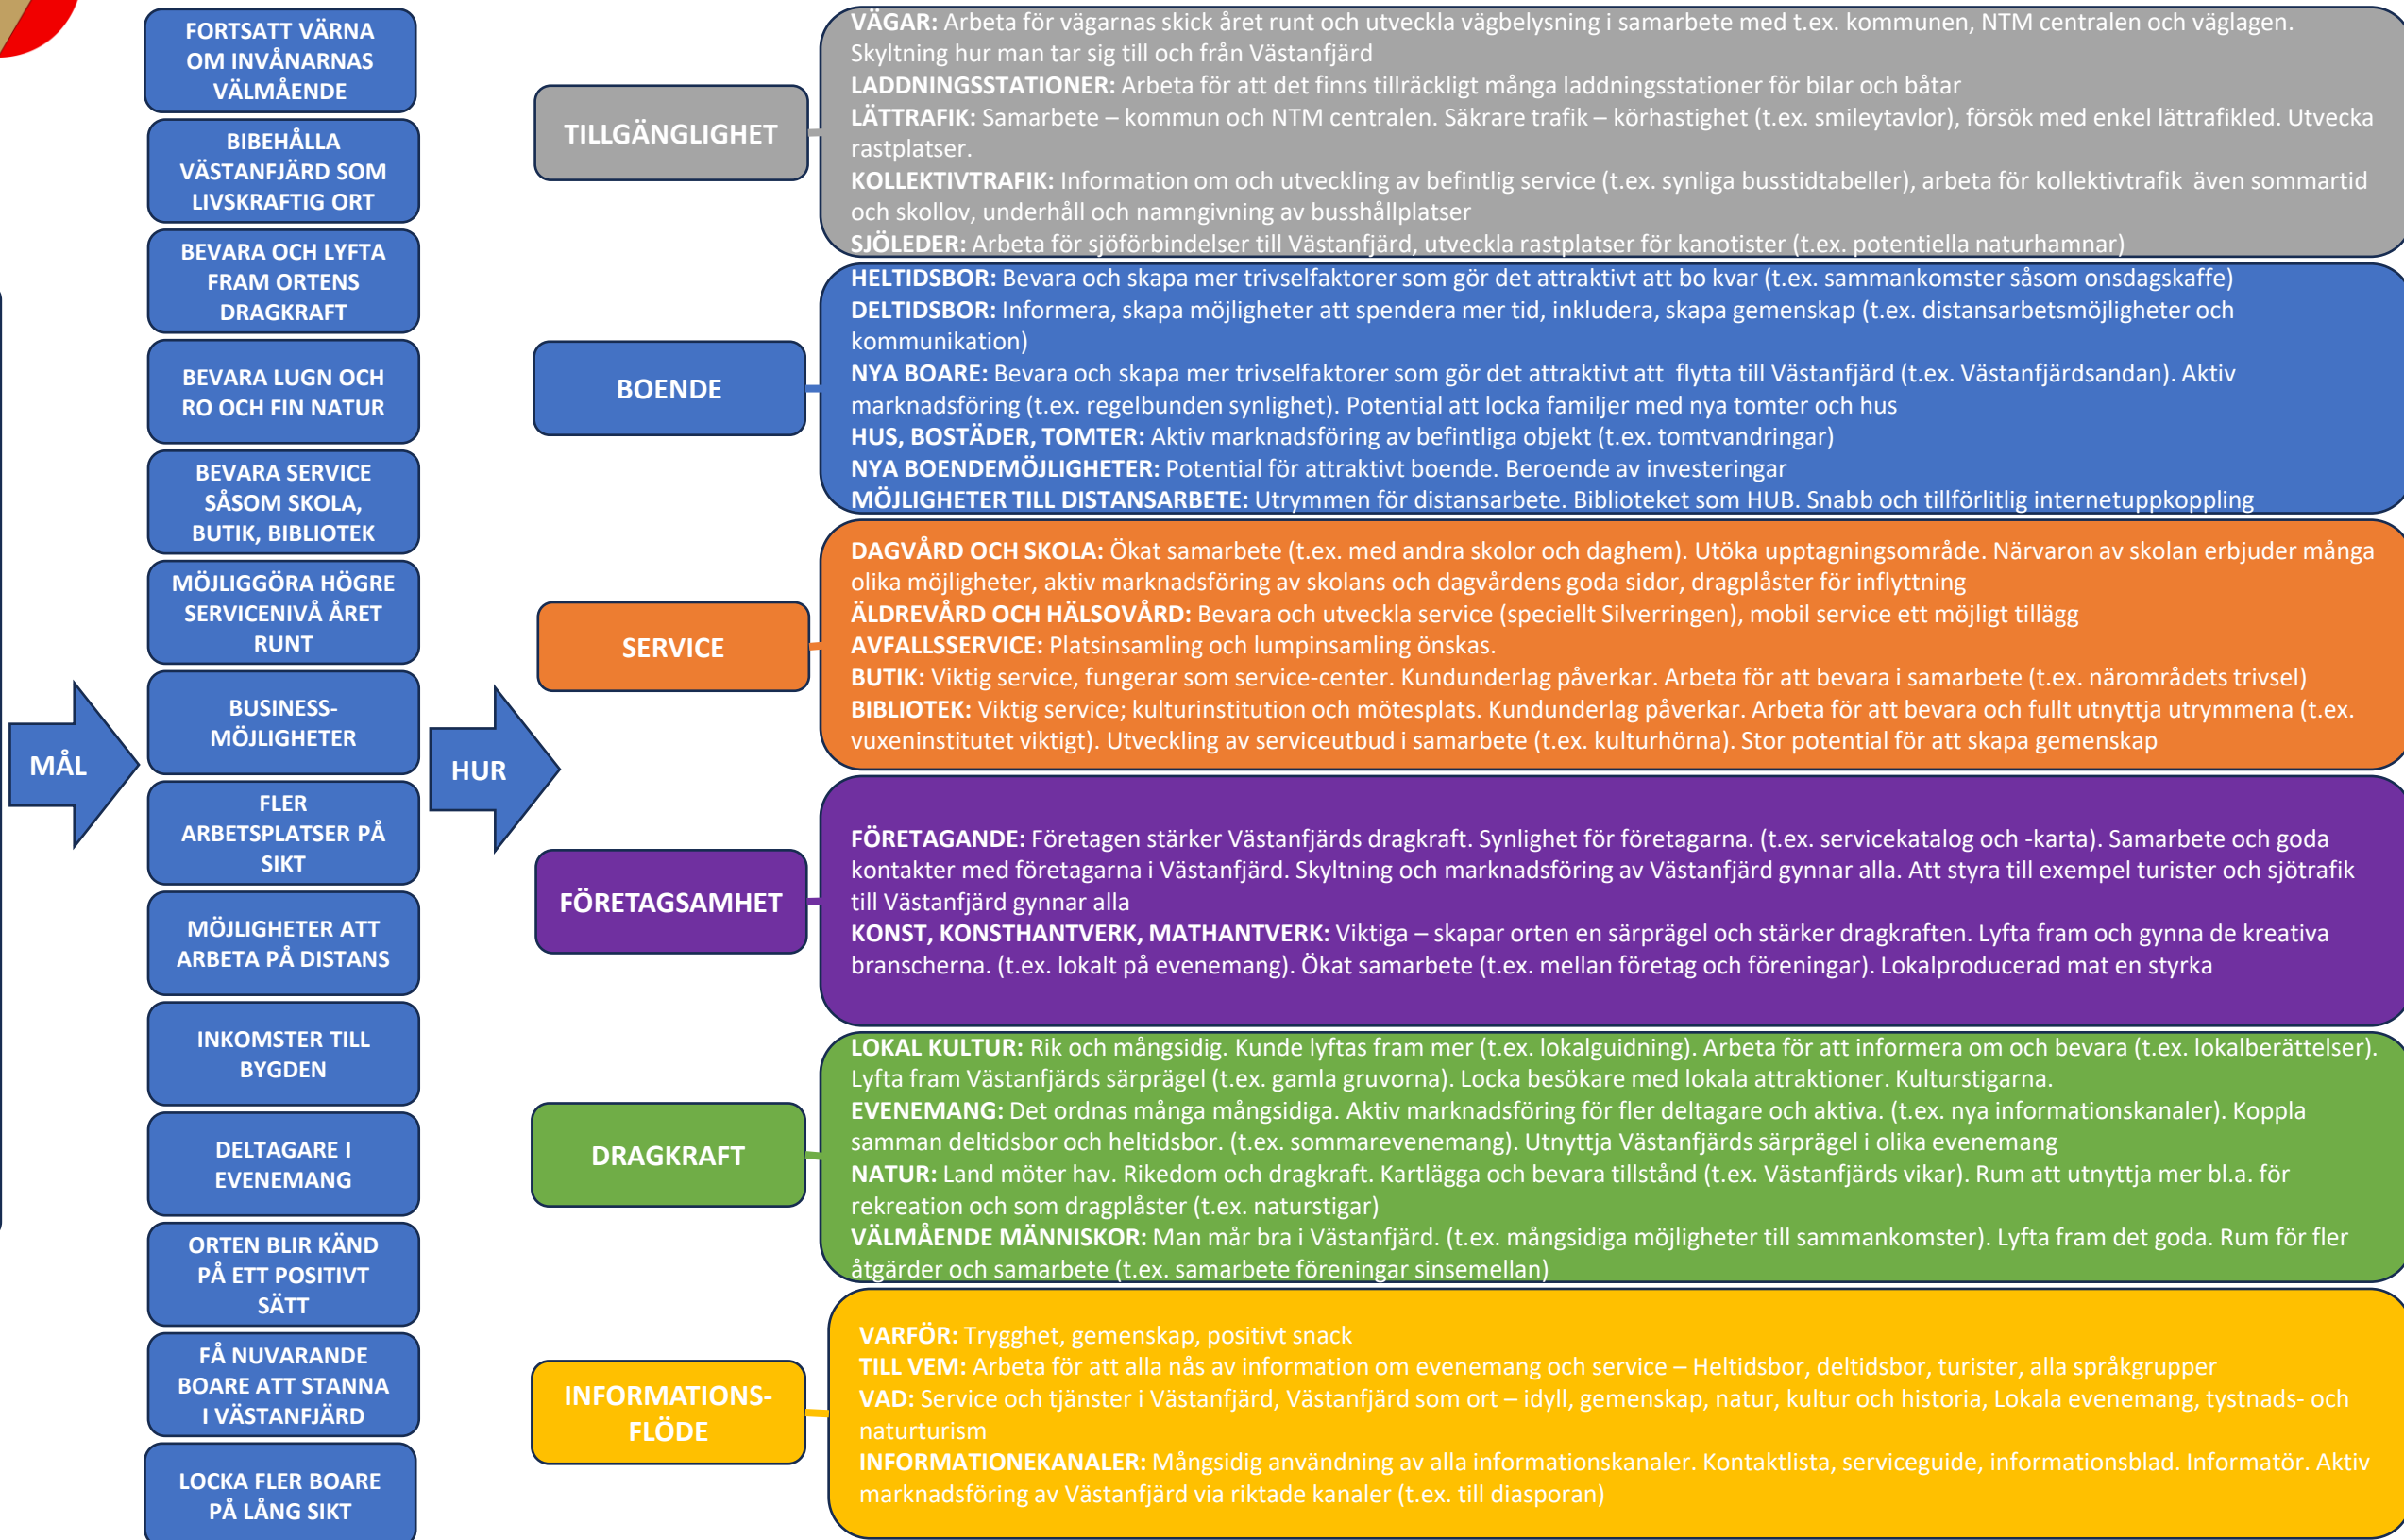 MÅL
FORTSATT VÄRNA
OM INVÅNARNAS
VÄLMÅENDE
BIBEHÅLLA
VÄSTANFJÄRD SOM
LIVSKRAFTIG ORT
BEVARA OCH LYFTA
FRAM ORTENS
DRAGKRAFT
BEVARA LUGN OCH
RO OCH FIN NATUR
BEVARA SERVICE
SÅSOM SKOLA,
BUTIK, BIBLIOTEK
MÖJLIGGÖRA HÖGRE
SERVICENIVÅ ÅRET
RUNT
BUSINESS-
MÖJLIGHETER
FLER
ARBETSPLATSER PÅ
SIKT
MÖJLIGHETER ATT
ARBETA PÅ DISTANS
INKOMSTER TILL
BYGDEN
DELTAGARE I
EVENEMANG
ORTEN BLIR KÄND
PÅ ETT POSITIVT
SÄTT
FÅ NUVARANDE
BOARE ATT STANNA
I VÄSTANFJÄRD
LOCKA FLER BOARE
PÅ LÅNG SIKT
HUR
TILLGÄNGLIGHET
VÄGAR: Arbeta för vägarnas skick året runt och utveckla vägbelysning i samarbete med t.ex. kommunen, NTM centralen och väglagen.
Skyltning hur man tar sig till och från Västanfjärd
LADDNINGSSTATIONER: Arbeta för att det finns tillräckligt många laddningsstationer för bilar och båtar
LÄTTRAFIK: Samarbete – kommun och NTM centralen. Säkrare trafik – körhastighet (t.ex. smileytavlor), försök med enkel lättrafikled. Utvecka
rastplatser.
KOLLEKTIVTRAFIK: Information om och utveckling av befintlig service (t.ex. synliga busstidtabeller), arbeta för kollektivtrafik även sommartid
och skollov, underhåll och namngivning av busshållplatser
SJÖLEDER: Arbeta för sjöförbindelser till Västanfjärd, utveckla rastplatser för kanotister (t.ex. potentiella naturhamnar)
BOENDE
HELTIDSBOR: Bevara och skapa mer trivselfaktorer som gör det attraktivt att bo kvar (t.ex. sammankomster såsom onsdagskaffe)
DELTIDSBOR: Informera, skapa möjligheter att spendera mer tid, inkludera, skapa gemenskap (t.ex. distansarbetsmöjligheter och
kommunikation)
NYA BOARE: Bevara och skapa mer trivselfaktorer som gör det attraktivt att flytta till Västanfjärd (t.ex. Västanfjärdsandan). Aktiv
marknadsföring (t.ex. regelbunden synlighet). Potential att locka familjer med nya tomter och hus
HUS, BOSTÄDER, TOMTER: Aktiv marknadsföring av befintliga objekt (t.ex. tomtvandringar)
NYA BOENDEMÖJLIGHETER: Potential för attraktivt boende. Beroende av investeringar
MÖJLIGHETER TILL DISTANSARBETE: Utrymmen för distansarbete. Biblioteket som HUB. Snabb och tillförlitlig internetuppkoppling
SERVICE
DAGVÅRD OCH SKOLA: Ökat samarbete (t.ex. med andra skolor och daghem). Utöka upptagningsområde. Närvaron av skolan erbjuder många
olika möjligheter, aktiv marknadsföring av skolans och dagvårdens goda sidor, dragplåster för inflyttning
ÄLDREVÅRD OCH HÄLSOVÅRD: Bevara och utveckla service (speciellt Silverringen), mobil service ett möjligt tillägg
AVFALLSSERVICE: Platsinsamling och lumpinsamling önskas.
BUTIK: Viktig service, fungerar som service-center. Kundunderlag påverkar. Arbeta för att bevara i samarbete (t.ex. närområdets trivsel)
BIBLIOTEK: Viktig service; kulturinstitution och mötesplats. Kundunderlag påverkar. Arbeta för att bevara och fullt utnyttja utrymmena (t.ex.
vuxeninstitutet viktigt). Utveckling av serviceutbud i samarbete (t.ex. kulturhörna). Stor potential för att skapa gemenskap
FÖRETAGSAMHET
FÖRETAGANDE: Företagen stärker Västanfjärds dragkraft. Synlighet för företagarna. (t.ex. servicekatalog och -karta). Samarbete och goda
kontakter med företagarna i Västanfjärd. Skyltning och marknadsföring av Västanfjärd gynnar alla. Att styra till exempel turister och sjötrafik
till Västanfjärd gynnar alla
KONST, KONSTHANTVERK, MATHANTVERK: Viktiga – skapar orten en särprägel och stärker dragkraften. Lyfta fram och gynna de kreativa
branscherna. (t.ex. lokalt på evenemang). Ökat samarbete (t.ex. mellan företag och föreningar). Lokalproducerad mat en styrka
DRAGKRAFT
LOKAL KULTUR: Rik och mångsidig. Kunde lyftas fram mer (t.ex. lokalguidning). Arbeta för att informera om och bevara (t.ex. lokalberättelser).
Lyfta fram Västanfjärds särprägel (t.ex. gamla gruvorna). Locka besökare med lokala attraktioner. Kulturstigarna.
EVENEMANG: Det ordnas många mångsidiga. Aktiv marknadsföring för fler deltagare och aktiva. (t.ex. nya informationskanaler). Koppla
samman deltidsbor och heltidsbor. (t.ex. sommarevenemang). Utnyttja Västanfjärds särprägel i olika evenemang
NATUR: Land möter hav. Rikedom och dragkraft. Kartlägga och bevara tillstånd (t.ex. Västanfjärds vikar). Rum att utnyttja mer bl.a. för
rekreation och som dragplåster (t.ex. naturstigar)
VÄLMÅENDE MÄNNISKOR: Man mår bra i Västanfjärd. (t.ex. mångsidiga möjligheter till sammankomster). Lyfta fram det goda. Rum för fler
åtgärder och samarbete (t.ex. samarbete föreningar sinsemellan)
INFORMATIONS-
FLÖDE
VARFÖR: Trygghet, gemenskap, positivt snack
TILL VEM: Arbeta för att alla nås av information om evenemang och service – Heltidsbor, deltidsbor, turister, alla språkgrupper
VAD: Service och tjänster i Västanfjärd, Västanfjärd som ort – idyll, gemenskap, natur, kultur och historia, Lokala evenemang, tystnads- och
naturturism
INFORMATIONEKANALER: Mångsidig användning av alla informationskanaler. Kontaktlista, serviceguide, informationsblad. Informatör. Aktiv
marknadsföring av Västanfjärd via riktade kanaler (t.ex. till diasporan)